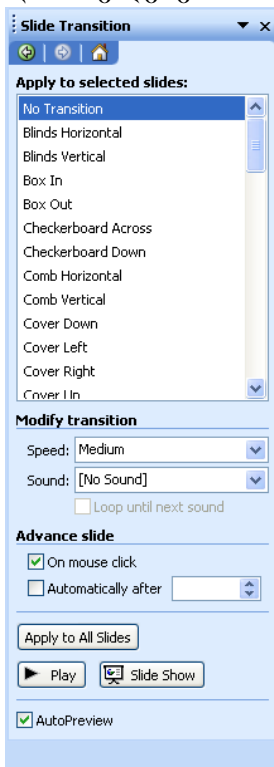 Slide Transition
Apply to selected slides:
No Transition
Blinds Horizontal
Blinds Vertical
Box In
Box Out
Checkerboard Across
Checkerboard Down
Comb Horizontal
Comb Vertical
Cover Down
Cover Left
Cover Right
Cover Up
Modify transition
Speed: Medium
Sound: [No Sound]
Loop until next sound
Advance slide
On mouse click
Automatically after
Apply to All Slides
Play Slide Show
AutoPreview